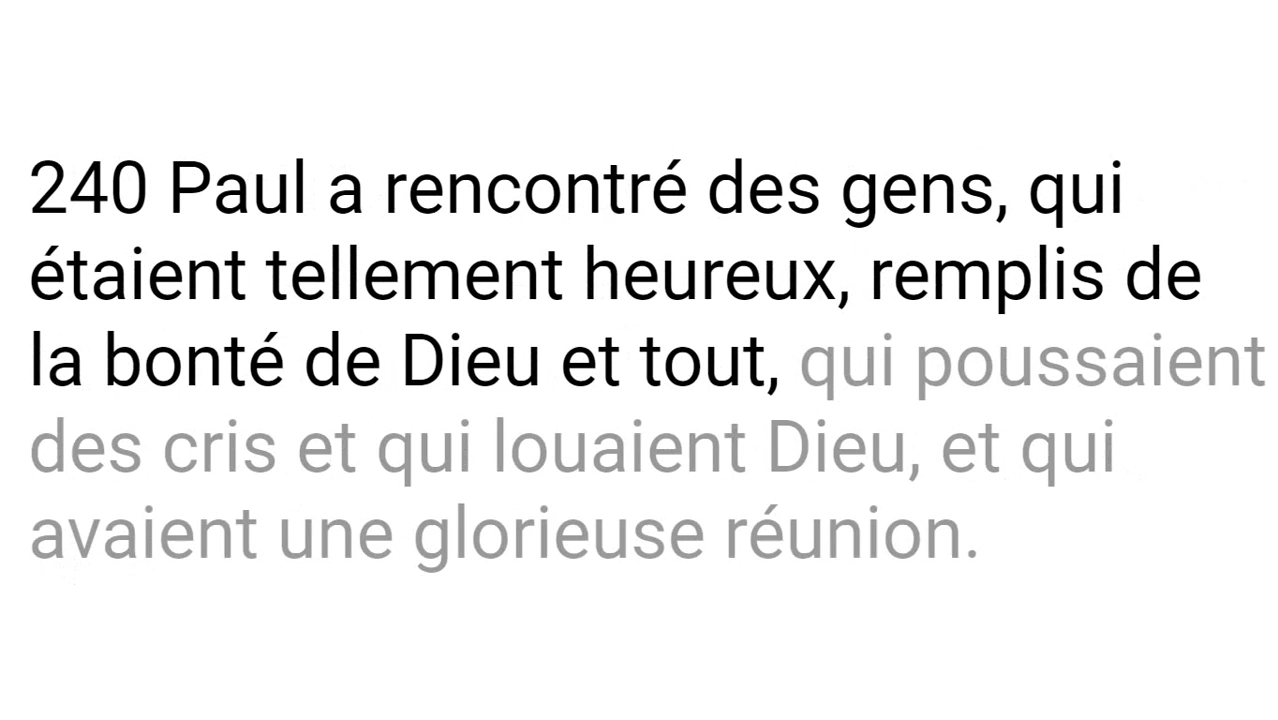 240 Paul a rencontré des gens, qui
étaient tellement heureux, remplis de
la bonté de Dieu et tout, qui poussaient
des cris et qui louaient Dieu, et qui
avaient une glorieuse réunion.